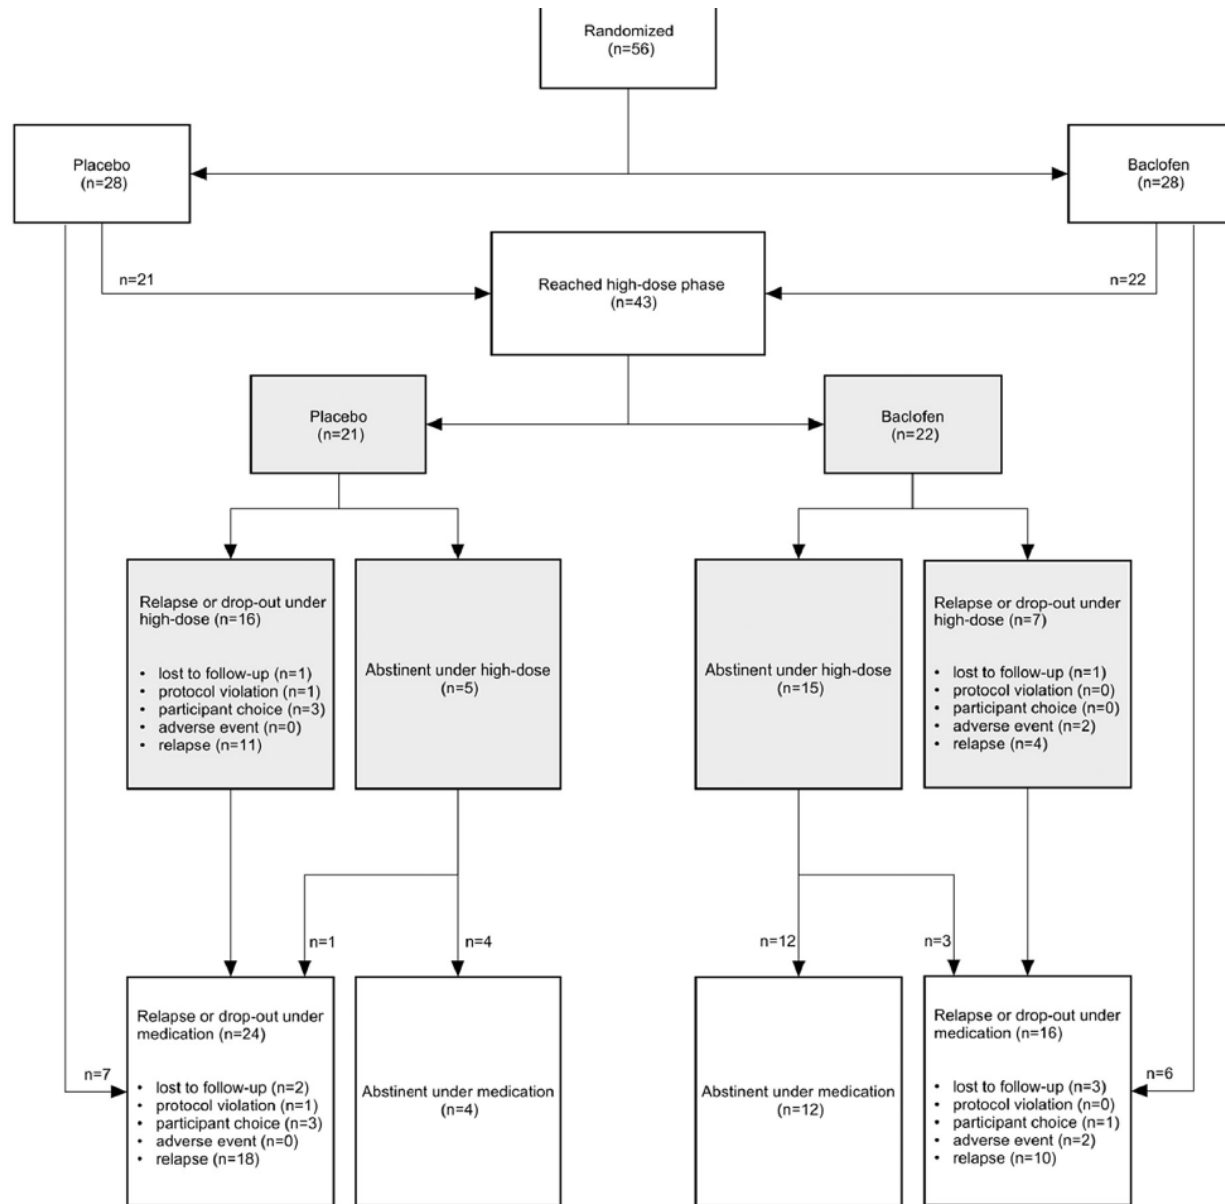 Randomized
(n=56)
Placebo
(n=28)
Baclofen
(n=28)
n=21
Reached high-dose phase
(n=43)
n=22
Placebo
(n=21)
Baclofen
(n=22)
Relapse or drop-out under
high-dose (n=16)
• lost to follow-up (n=1)
• protocol violation (n=1)
• participant choice (n=3)
• adverse event (n=0)
• relapse (n=11)
Abstinent under high-dose
(n=5)
Abstinent under high-dose
(n=15)
Relapse or drop-out under
high-dose (n=7)
• lost to follow-up (n=1)
• protocol violation (n=0)
• participant choice (n=0)
• adverse event (n=2)
• relapse (n=4)
n=1
n=4
n=12
n=3
n=7
Relapse or drop-out under
medication (n=24)
• lost to follow-up (n=2)
• protocol violation (n=1)
• participant choice (n=3)
• adverse event (n=0)
• relapse (n=18)
Abstinent under medication
(n=4)
Abstinent under medication
(n=12)
Relapse or drop-out under
medication (n=16)
• lost to follow-up (n=3)
• protocol violation (n=0)
• participant choice (n=1)
• adverse event (n=2)
• relapse (n=10)
n=6